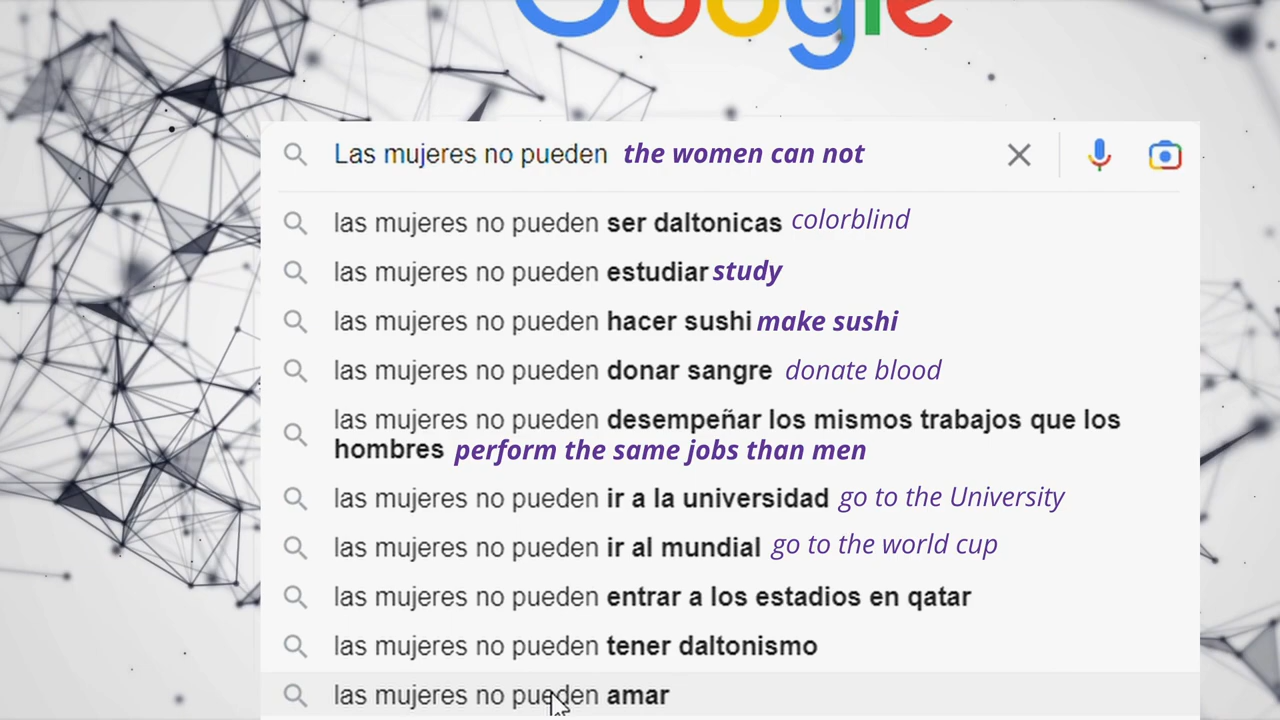 Google
Las mujeres no pueden the women can not
las mujeres no pueden ser daltonicas colorblind
las mujeres no pueden estudiar study
las mujeres no pueden hacer sushi make sushi
las mujeres no pueden donar sangre donate blood
las mujeres no pueden desempeñar los mismos trabajos que los
hombres perform the same jobs than men
las mujeres no pueden ir a la universidad go to the University
las mujeres no pueden ir al mundial go to the world cup
las mujeres no pueden entrar a los estadios en qatar
las mujeres no pueden tener daltonismo
las mujeres no pueden amar